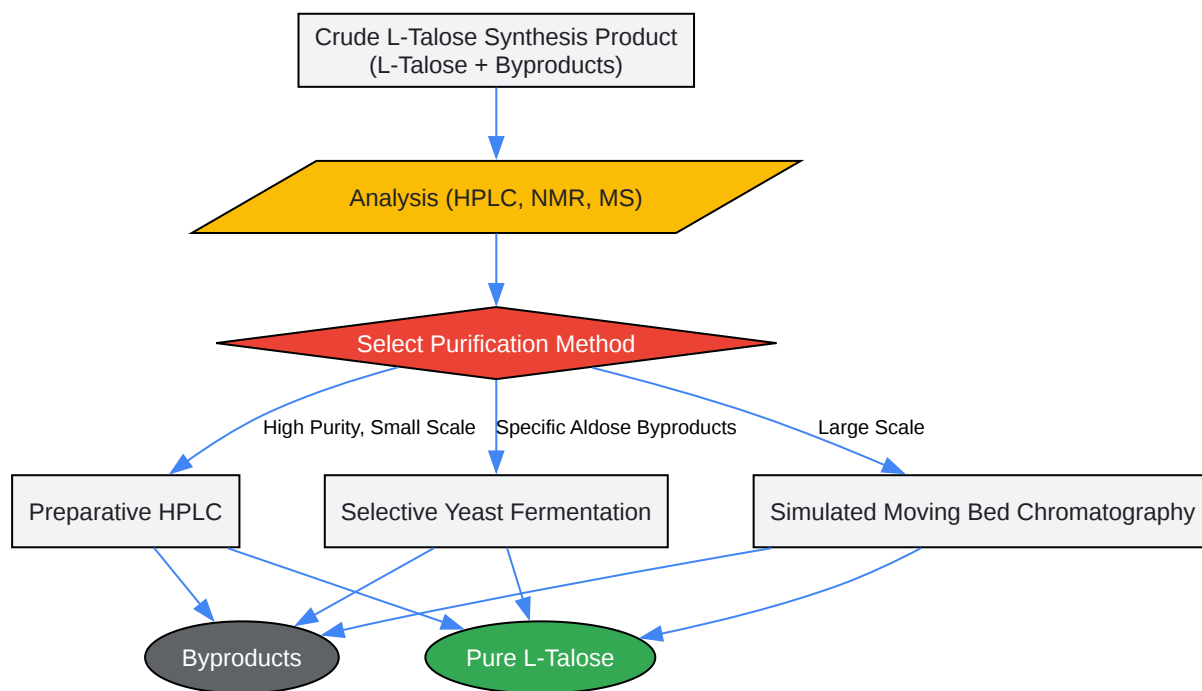 Crude L-Talose Synthesis Product
(L-Talose + Byproducts)
Analysis (HPLC, NMR, MS)
Select Purification Method
High Purity, Small Scale
Specific Aldose Byproducts
Large Scale
Preparative HPLC
Selective Yeast Fermentation
Simulated Moving Bed Chromatography
Byproducts
Pure L-Talose